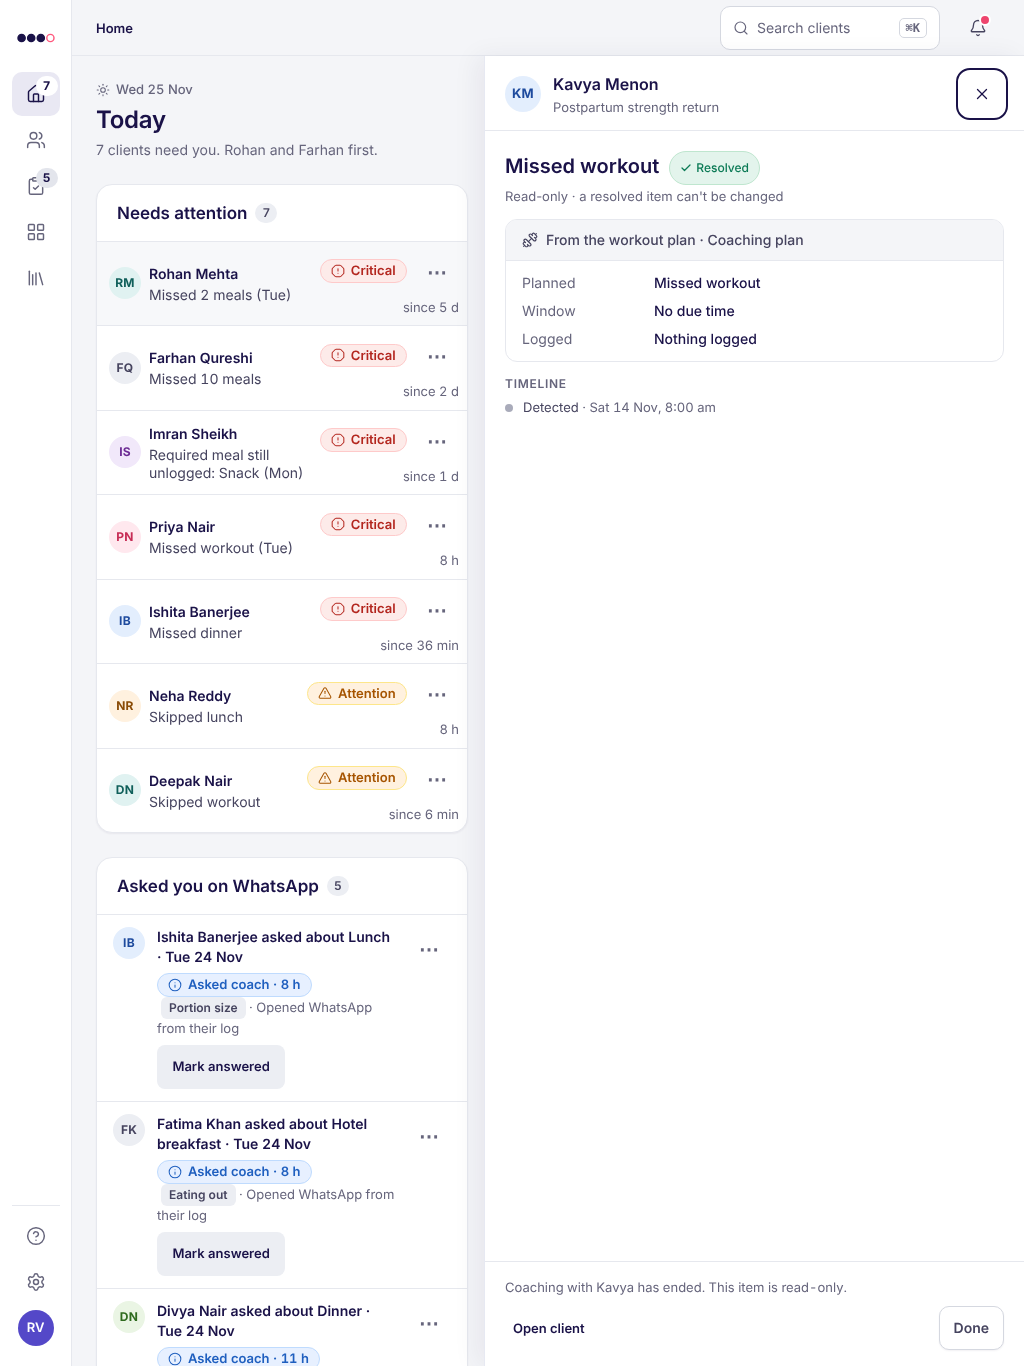 Home
Search clients
⌘K
7
5
Wed 25 Nov
Today
7 clients need you. Rohan and Farhan first.
Needs attention 7
RM
Rohan Mehta
Missed 2 meals (Tue)
Critical
since 5 d
FQ
Farhan Qureshi
Missed 10 meals
Critical
since 2 d
IS
Imran Sheikh
Required meal still
unlogged: Snack (Mon)
Critical
since 1 d
PN
Priya Nair
Missed workout (Tue)
Critical
8 h
IB
Ishita Banerjee
Missed dinner
Critical
since 36 min
NR
Neha Reddy
Skipped lunch
Attention
8 h
DN
Deepak Nair
Skipped workout
Attention
since 6 min
Asked you on WhatsApp 5
IB
Ishita Banerjee asked about Lunch
· Tue 24 Nov
Asked coach · 8 h
Portion size · Opened WhatsApp
from their log
Mark answered
FK
Fatima Khan asked about Hotel
breakfast · Tue 24 Nov
Asked coach · 8 h
Eating out · Opened WhatsApp from
their log
Mark answered
DN
Divya Nair asked about Dinner ·
Tue 24 Nov
Asked coach · 11 h
RV
KM
Kavya Menon
Postpartum strength return
Missed workout
Resolved
Read-only · a resolved item can't be changed
From the workout plan · Coaching plan
Planned Missed workout
Window No due time
Logged Nothing logged
TIMELINE
Detected · Sat 14 Nov, 8:00 am
Coaching with Kavya has ended. This item is read-only.
Open client
Done